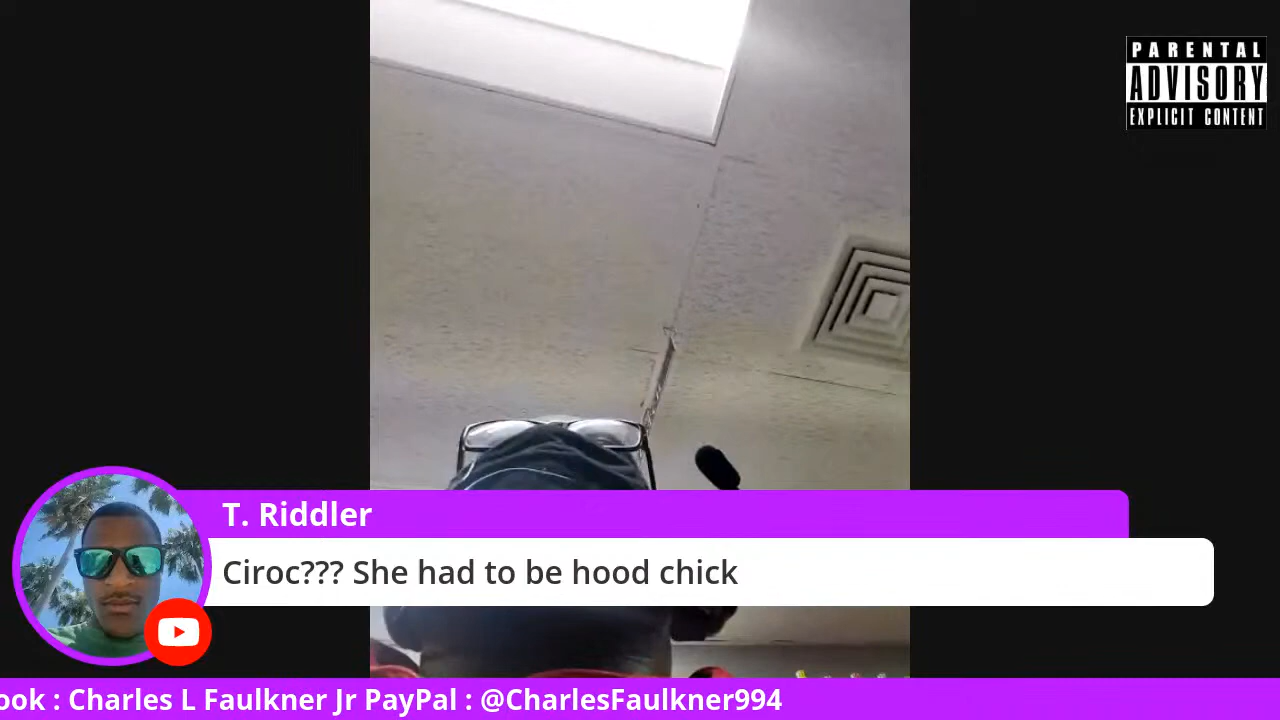 PARENTAL
ADVISORY
EXPLICIT CONTENT
T. Riddler
Ciroc??? She had to be hood chick
ook : Charles L Faulkner Jr PayPal : @CharlesFaulkner994